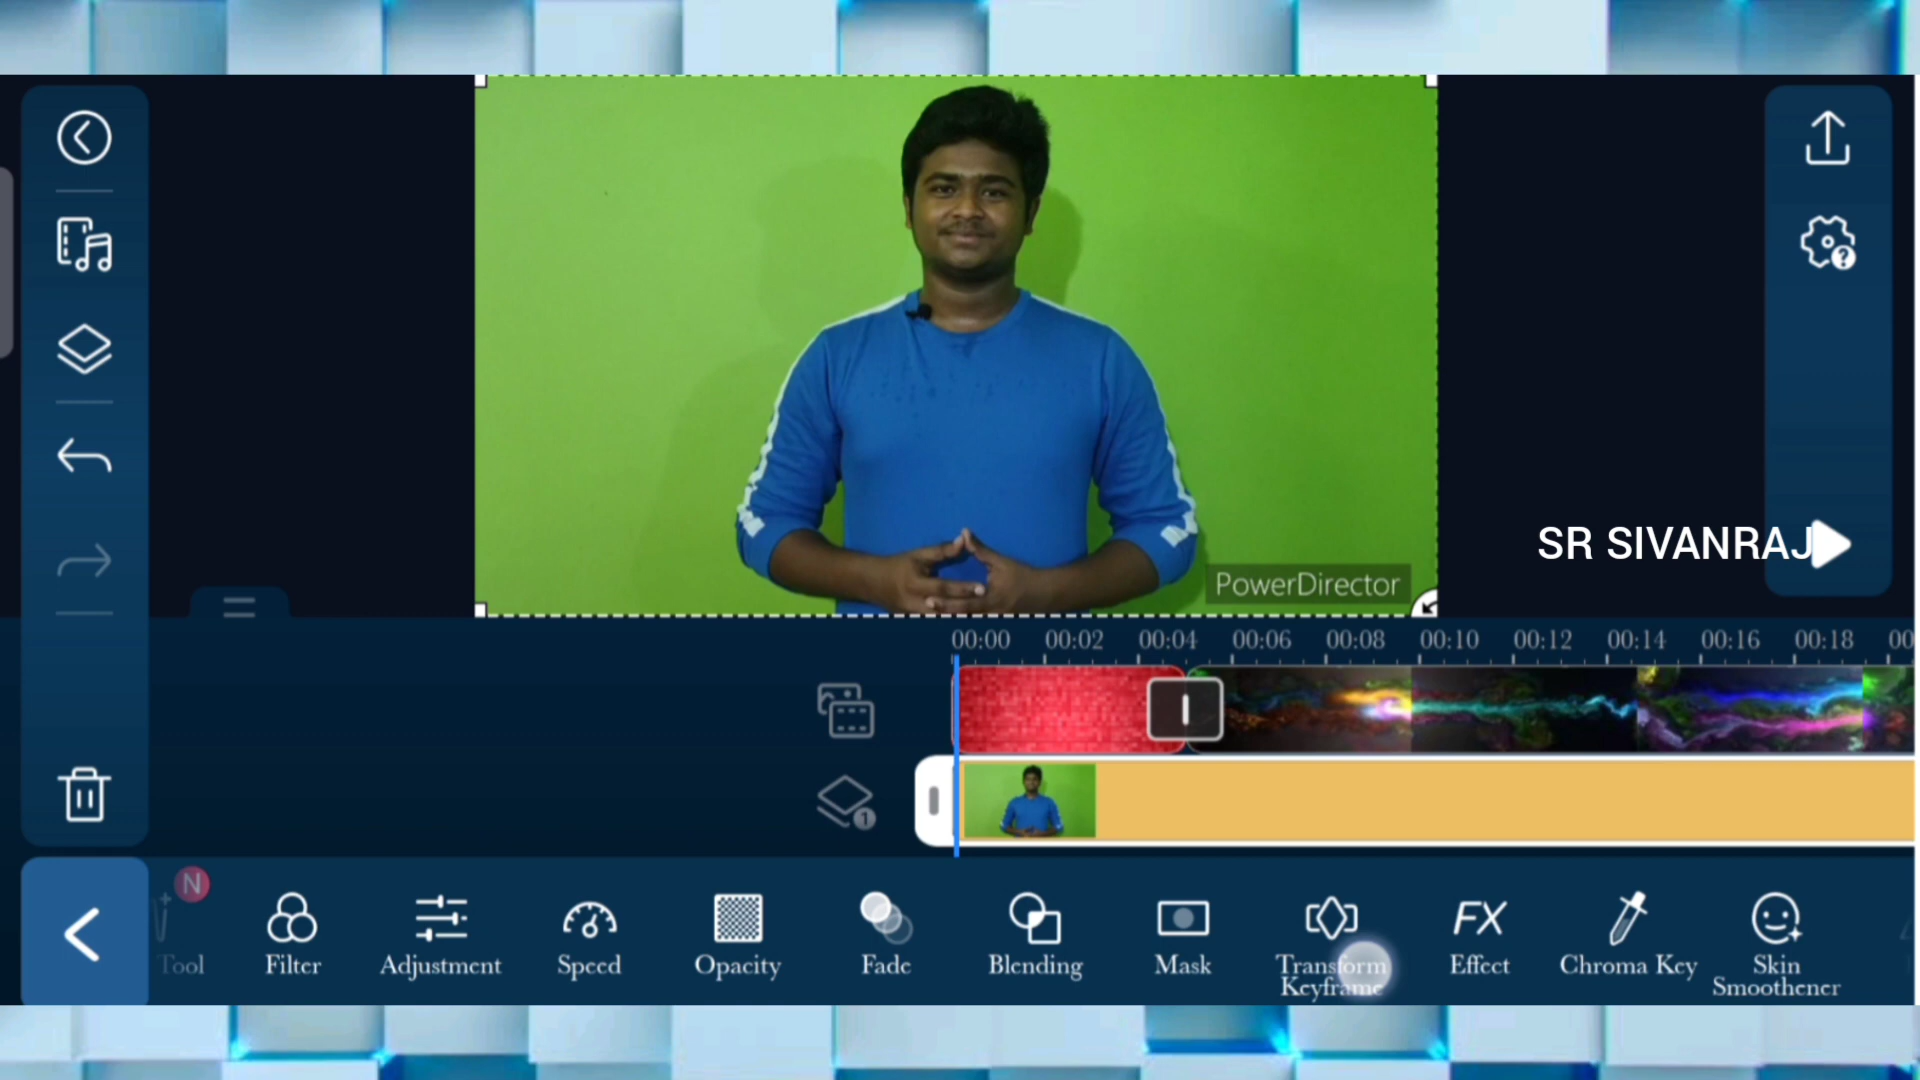 SR SIVANRAJ
PowerDirector
00:00 00:02 00:04 00:06 00:08 00:10 00:12 00:14 00:16 00:18 00
1
N
Tool Filter Adjustment Speed Opacity Fade Blending Mask Transform Keyframe Effect Chroma Key Skin Smoothener